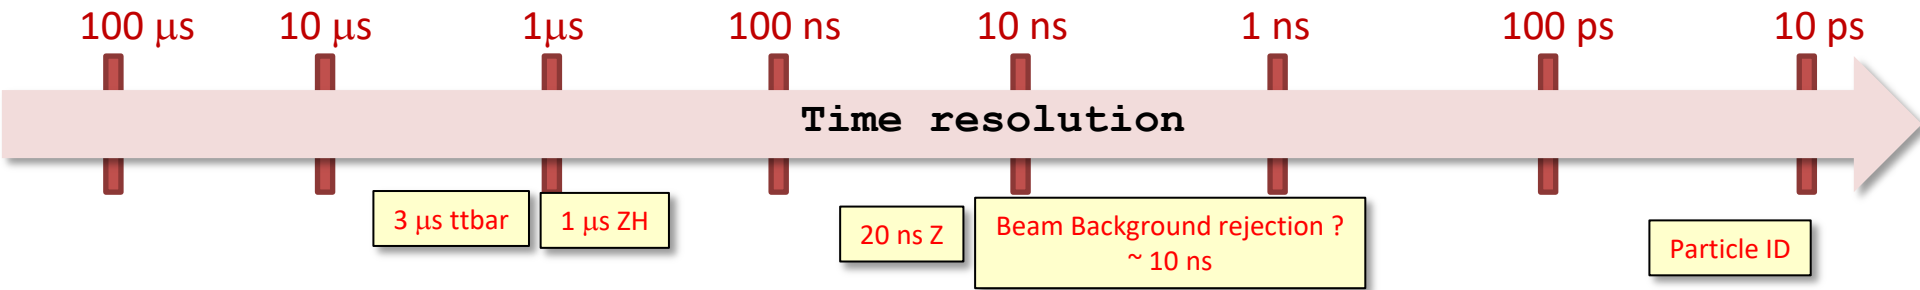 100 μs 10 μs 1μs 100 ns 10 ns 1 ns 100 ps 10 ps
Time resolution
3 μs ttbar
1 μs ZH
20 ns Z
Beam Background rejection ?
~ 10 ns
Particle ID